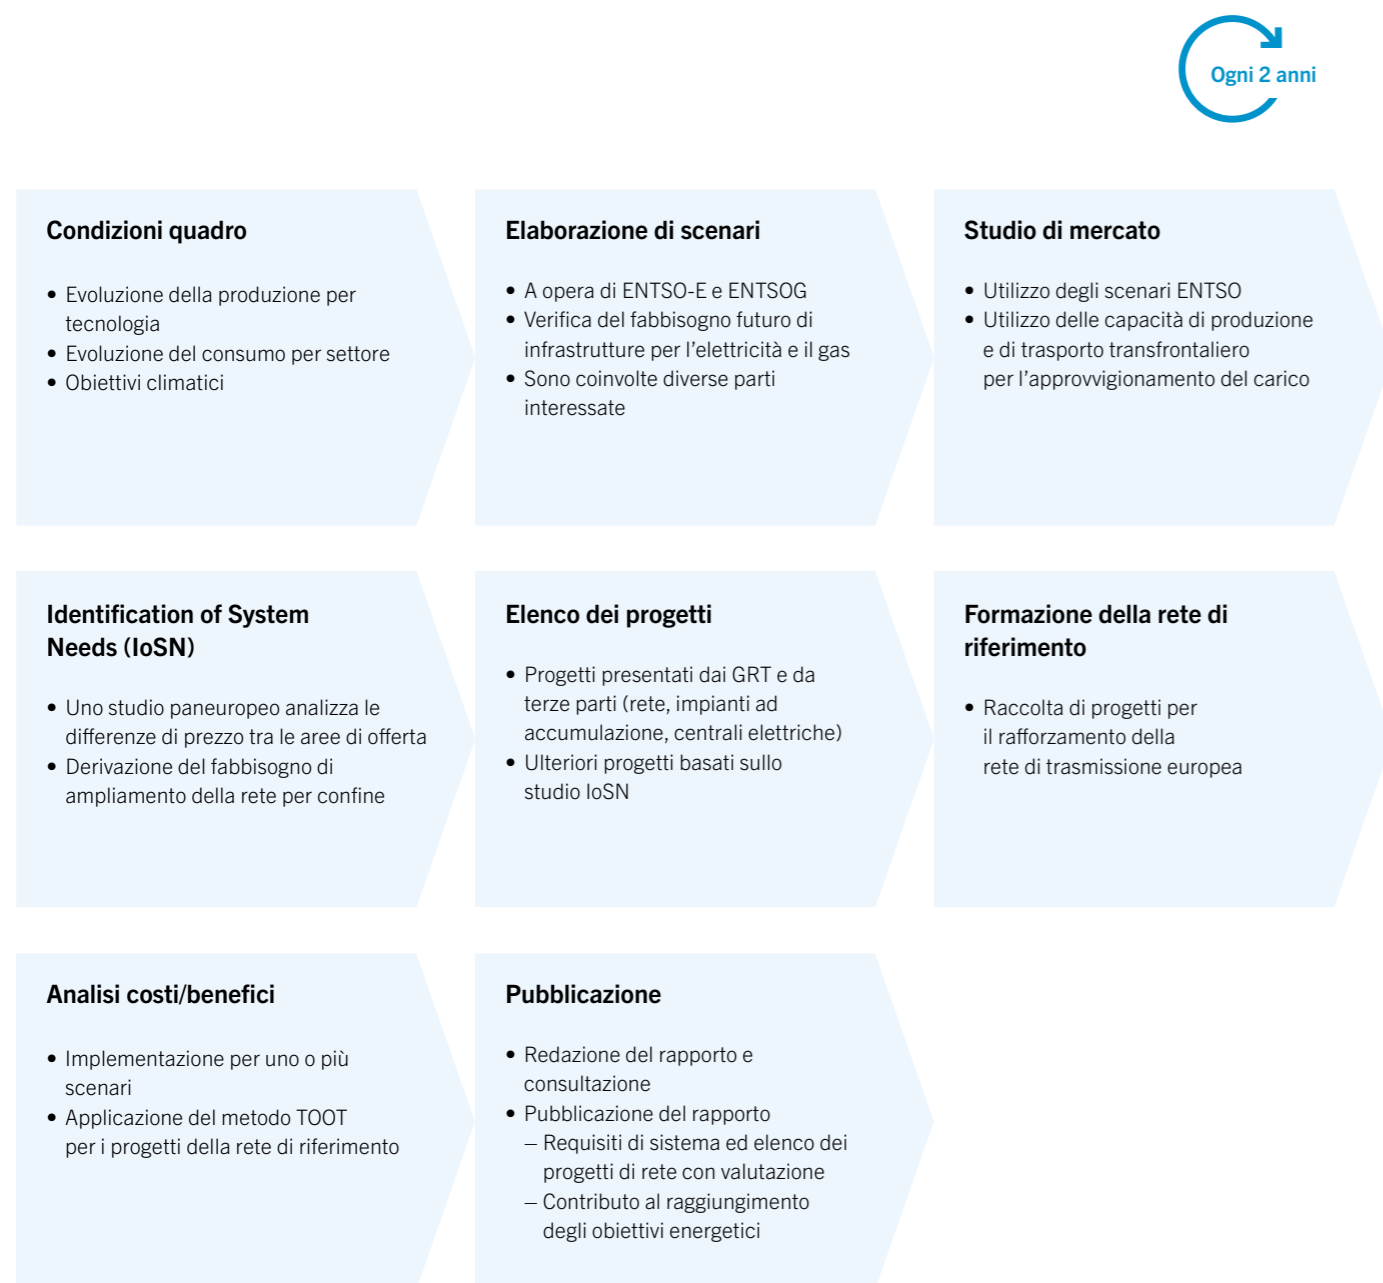 Ogni 2 anni
Condizioni quadro
• Evoluzione della produzione per
tecnologia
• Evoluzione del consumo per settore
• Obiettivi climatici
Elaborazione di scenari
• A opera di ENTSO-E e ENTSOG
• Verifica del fabbisogno futuro di
infrastrutture per l’elettricità e il gas
• Sono coinvolte diverse parti
interessate
Studio di mercato
• Utilizzo degli scenari ENTSO
• Utilizzo delle capacità di produzione
e di trasporto transfrontaliero
per l’approvvigionamento del carico
Identification of System
Needs (IoSN)
• Uno studio paneuropeo analizza le
differenze di prezzo tra le aree di offerta
• Derivazione del fabbisogno di
ampliamento della rete per confine
Elenco dei progetti
• Progetti presentati dai GRT e da
terze parti (rete, impianti ad
accumulazione, centrali elettriche)
• Ulteriori progetti basati sullo
studio IoSN
Formazione della rete di
riferimento
• Raccolta di progetti per
il rafforzamento della
rete di trasmissione europea
Analisi costi/benefici
• Implementazione per uno o più
scenari
• Applicazione del metodo TOOT
per i progetti della rete di riferimento
Pubblicazione
• Redazione del rapporto e
consultazione
• Pubblicazione del rapporto
– Requisiti di sistema ed elenco dei
progetti di rete con valutazione
– Contributo al raggiungimento
degli obiettivi energetici